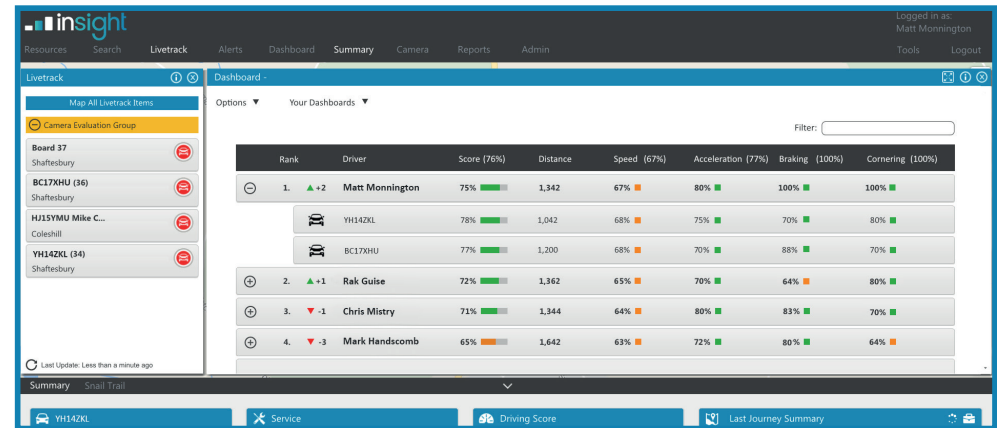 insight
Logged in as:
Matt Monnington
Resources Search Livetrack Alerts Dashboard Summary Camera Reports Admin Tools Logout
Livetrack
Dashboard -
Map All Livetrack Items
Options Your Dashboards
Camera Evaluation Group
Filter:
Board 37
Shaftesbury
BC17XHU (36)
Shaftesbury
HJ15YMU Mike C...
Coleshill
YH14ZKL (34)
Shaftesbury
Last Update: Less than a minute ago
Rank Driver Score (76%) Distance Speed (67%) Acceleration (77%) Braking (100%) Cornering (100%)
1. +2 Matt Monnington 75% 1,342 67% 80% 100% 100%
YH14ZKL 78% 1,042 68% 75% 70% 80%
BC17XHU 77% 1,200 68% 70% 88% 70%
2. +1 Rak Guise 72% 1,362 65% 70% 64% 80%
3. -1 Chris Mistry 71% 1,344 64% 80% 83% 70%
4. -3 Mark Handscomb 65% 1,642 63% 72% 80% 64%
Summary Snail Trail
YH14ZKL Service Driving Score Last Journey Summary